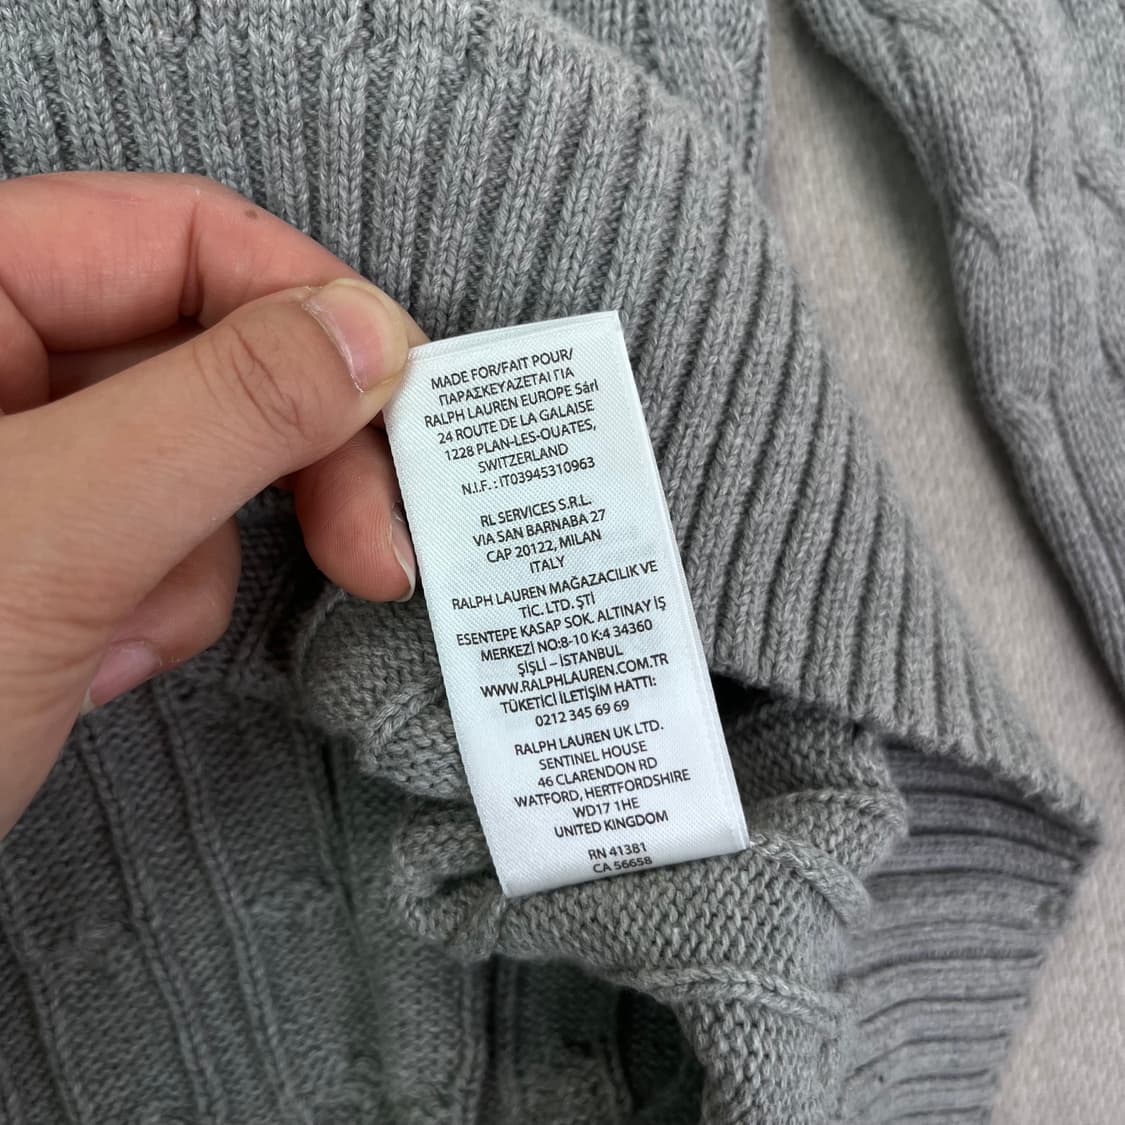 MADE FOR/FAIT POUR/
ΠΑΡΑΣΚΕΥΑΖΕΤΑΙ ΓΙΑ
RALPH LAUREN EUROPE Sárl
24 ROUTE DE LA GALAISE
1228 PLAN-LES-OUATES,
SWITZERLAND
N.I.F. : IT03945310963
RL SERVICES S.R.L.
VIA SAN BARNABA 27
CAP 20122, MILAN
ITALY
RALPH LAUREN MAĞAZACILIK VE
TİC. LTD. ŞTİ
ESENTEPE KASAP SOK. ALTINAY İŞ
MERKEZİ NO:8-10 K:4 34360
ŞİŞLİ – İSTANBUL
WWW.RALPHLAUREN.COM.TR
TÜKETİCİ İLETİŞİM HATTI:
0212 345 69 69
RALPH LAUREN UK LTD.
SENTINEL HOUSE
46 CLARENDON RD
WATFORD, HERTFORDSHIRE
WD17 1HE
UNITED KINGDOM
RN 41381
CA 56658